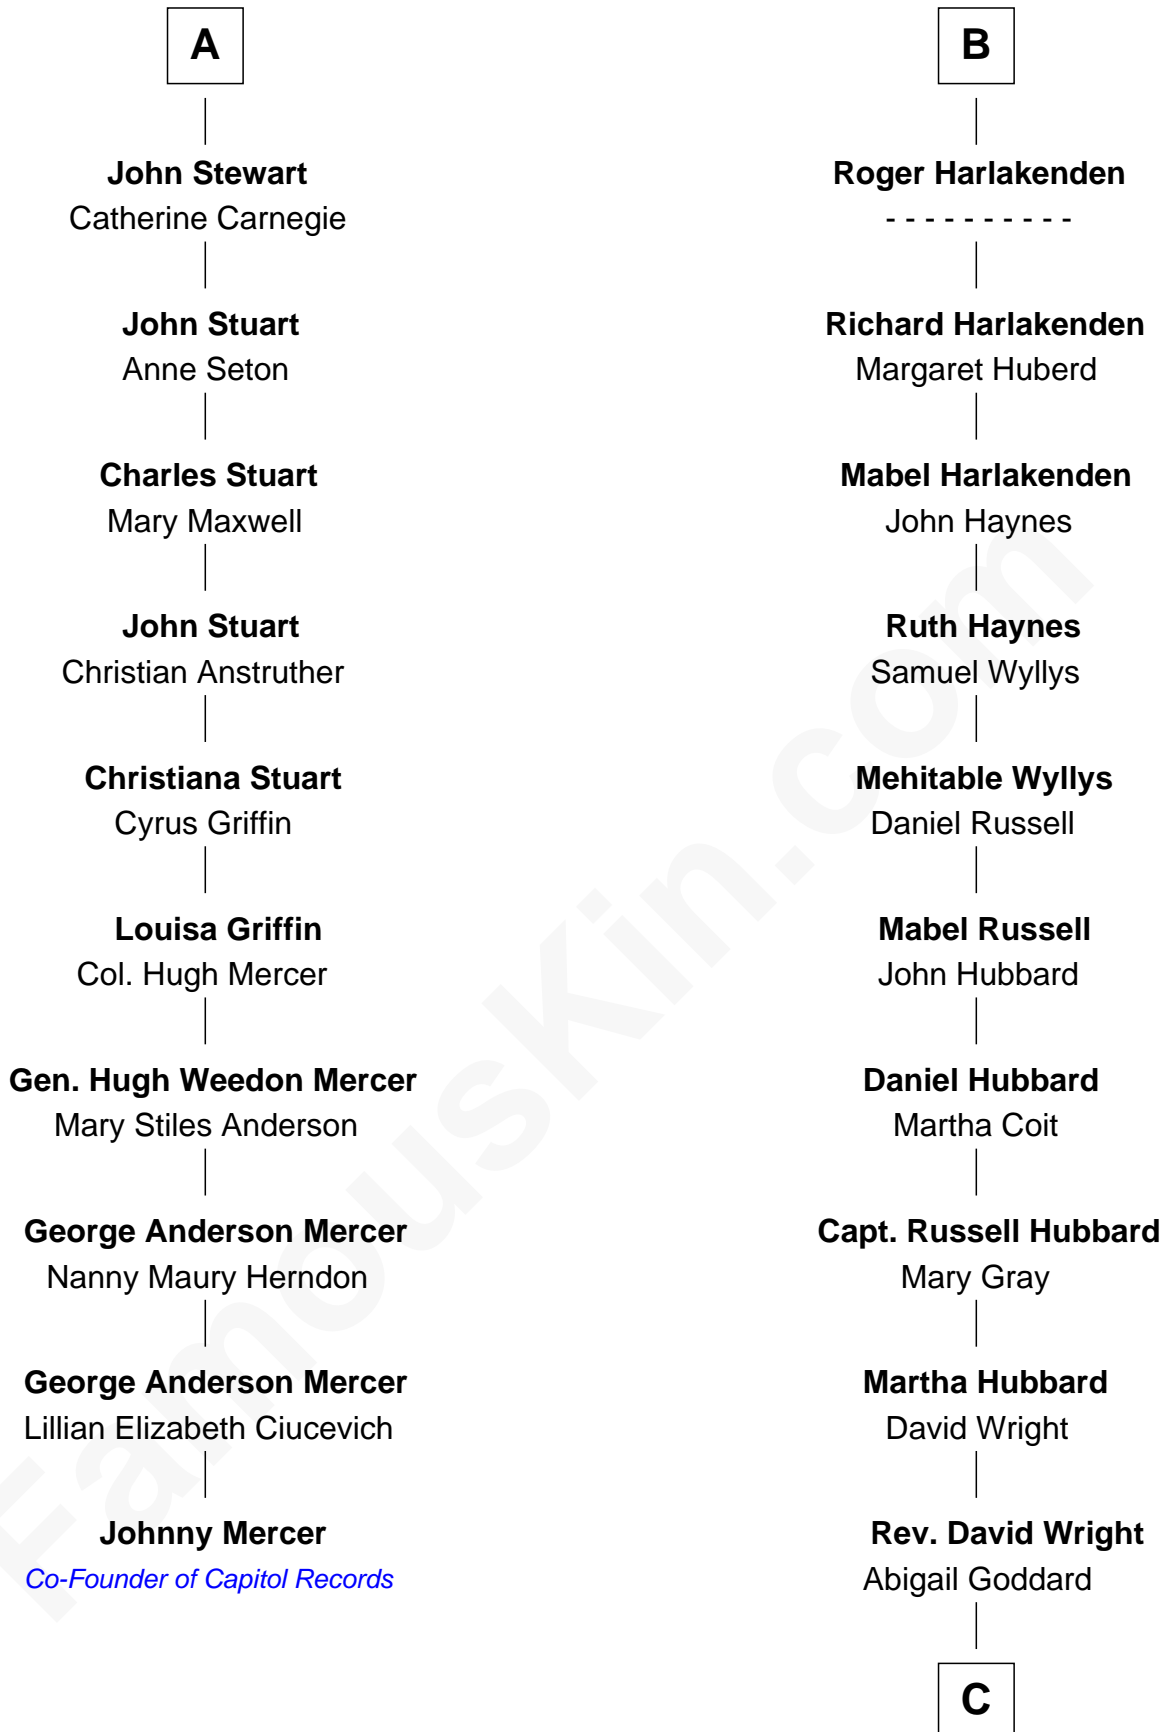 A
John Stewart
Catherine Carnegie
John Stuart
Anne Seton
Charles Stuart
Mary Maxwell
John Stuart
Christian Anstruther
Christiana Stuart
Cyrus Griffin
Louisa Griffin
Col. Hugh Mercer
Gen. Hugh Weedon Mercer
Mary Stiles Anderson
George Anderson Mercer
Nanny Maury Herndon
George Anderson Mercer
Lillian Elizabeth Ciucevich
Johnny Mercer
Co-Founder of Capitol Records
B
Roger Harlakenden
- - - - - - - - - -
Richard Harlakenden
Margaret Huberd
Mabel Harlakenden
John Haynes
Ruth Haynes
Samuel Wyllys
Mehitable Wyllys
Daniel Russell
Mabel Russell
John Hubbard
Daniel Hubbard
Martha Coit
Capt. Russell Hubbard
Mary Gray
Martha Hubbard
David Wright
Rev. David Wright
Abigail Goddard
C
FamousKin.com